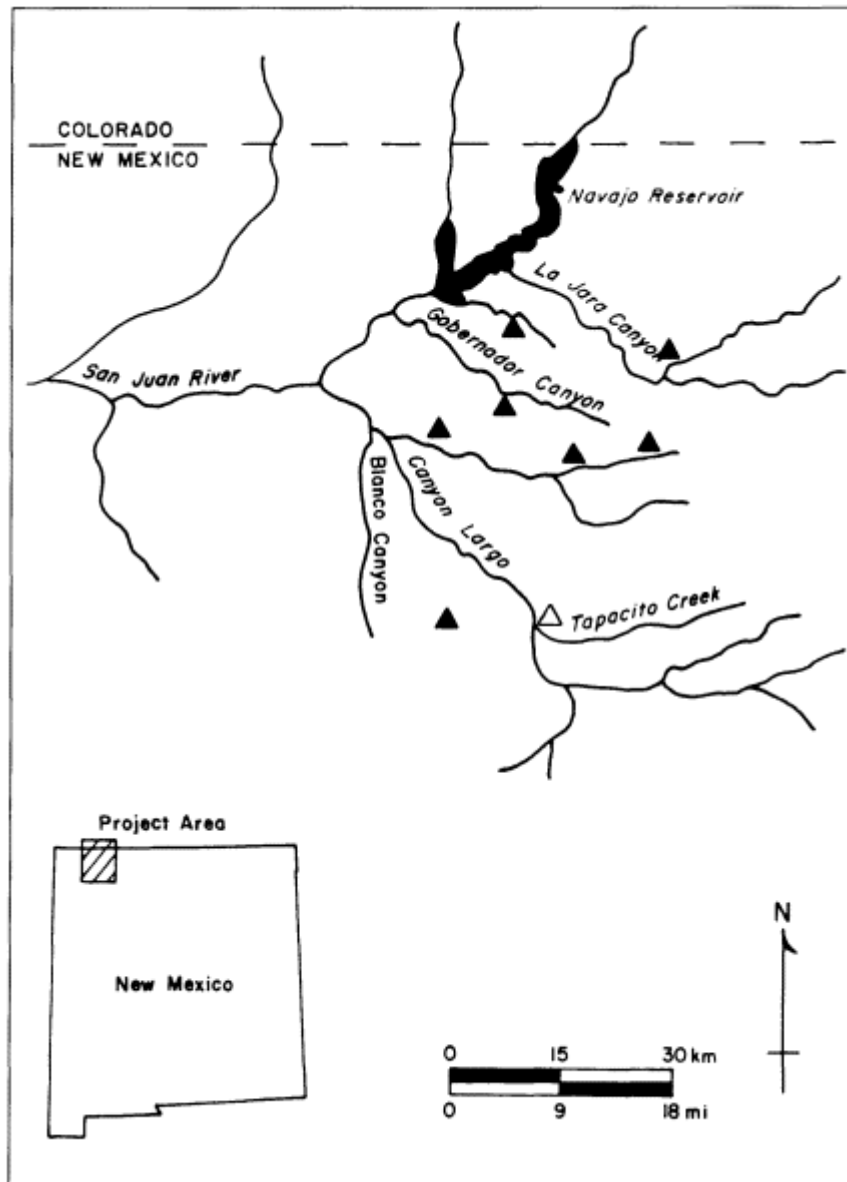 COLORADO
NEW MEXICO
Navajo Reservoir
La Jara Canyon
Gobernador Canyon
San Juan River
Canyon Largo
Blanco Canyon
Tapacito Creek
Project Area
New Mexico
N
0 15 30 km
0 9 18 mi